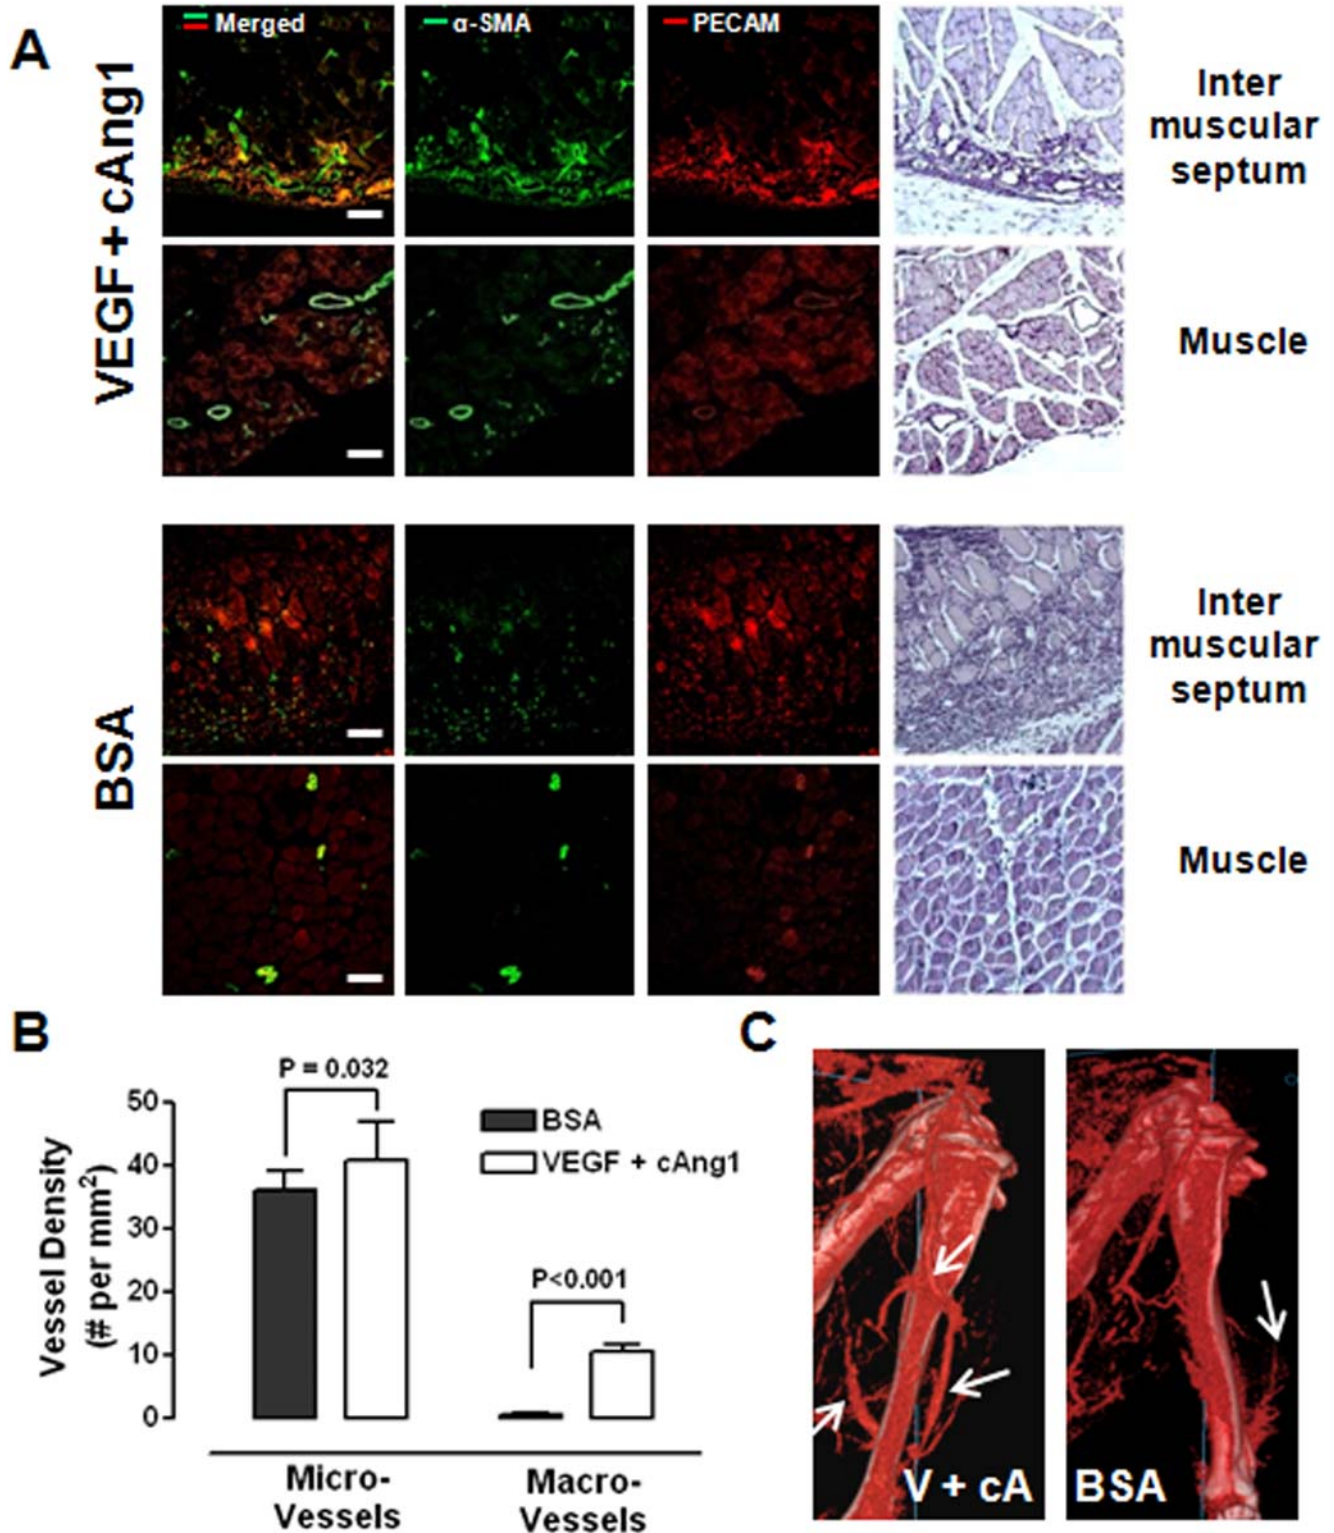 A
Merged
α-SMA
PECAM
VEGF + cAng1
Inter
muscular
septum
Muscle
BSA
Inter
muscular
septum
Muscle
B
P = 0.032
50
40
30
20
10
0
Vessel Density
(# per mm²)
BSA
VEGF + cAng1
P<0.001
Micro-
Vessels
Macro-
Vessels
C
V + cA
BSA